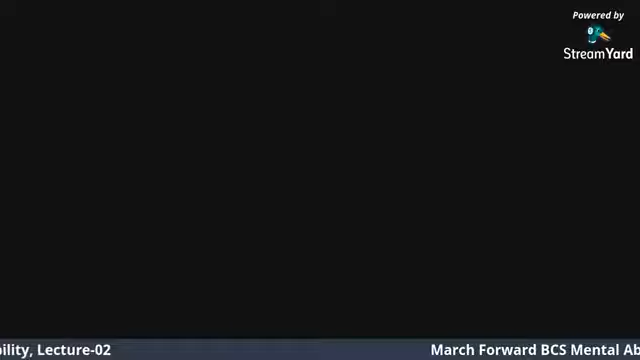 Powered by
StreamYard
bility, Lecture-02 March Forward BCS Mental Ab